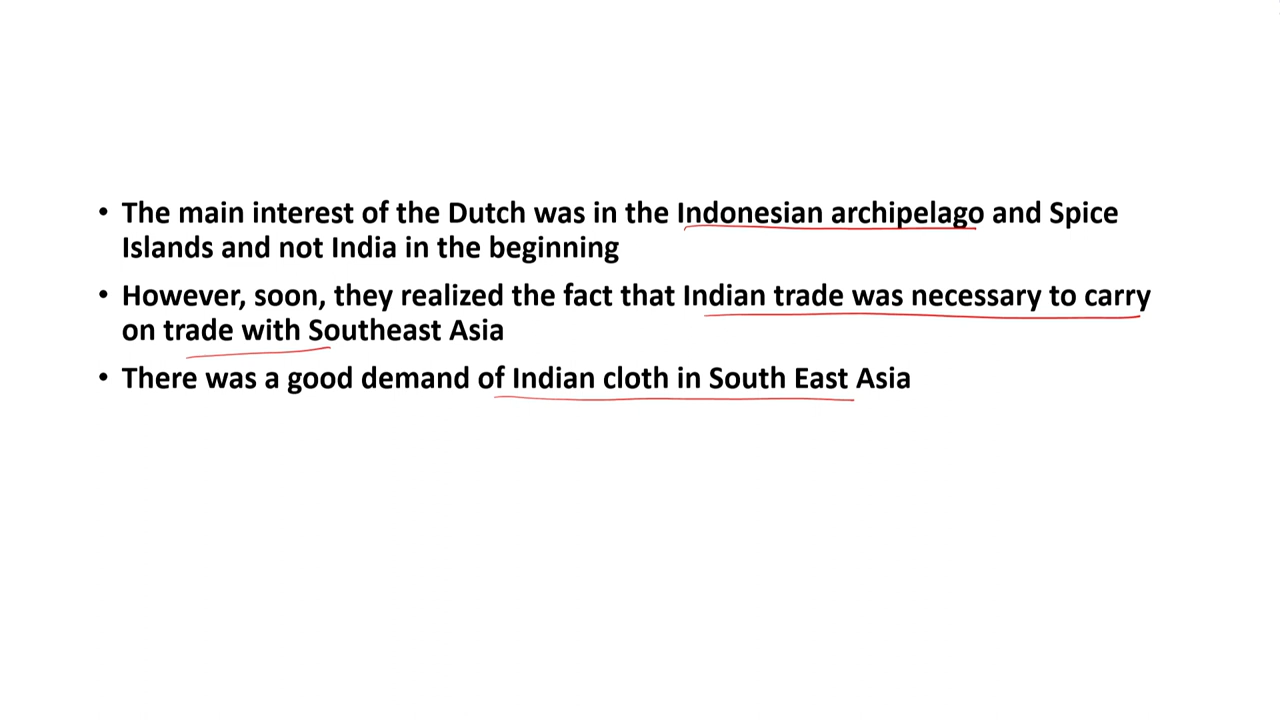 • The main interest of the Dutch was in the Indonesian archipelago and Spice
Islands and not India in the beginning
• However, soon, they realized the fact that Indian trade was necessary to carry
on trade with Southeast Asia
• There was a good demand of Indian cloth in South East Asia